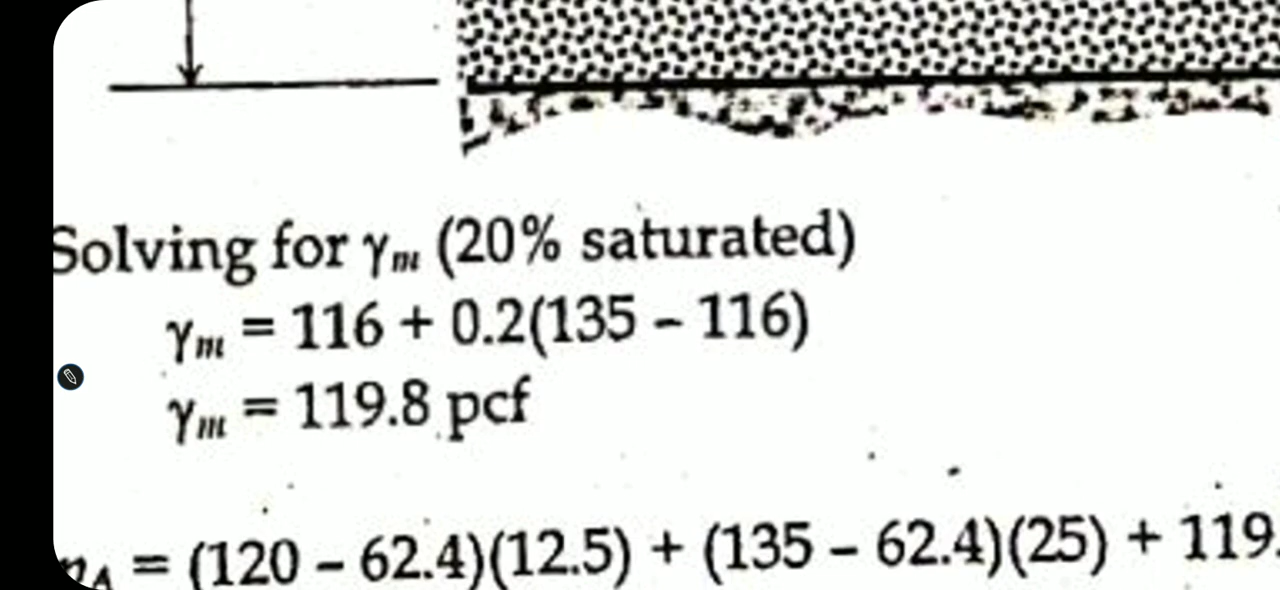 Solving for γm (20% saturated)
γm = 116 + 0.2(135 – 116)
γm = 119.8 pcf
= (120 – 62.4)(12.5) + (135 – 62.4)(25) + 119.